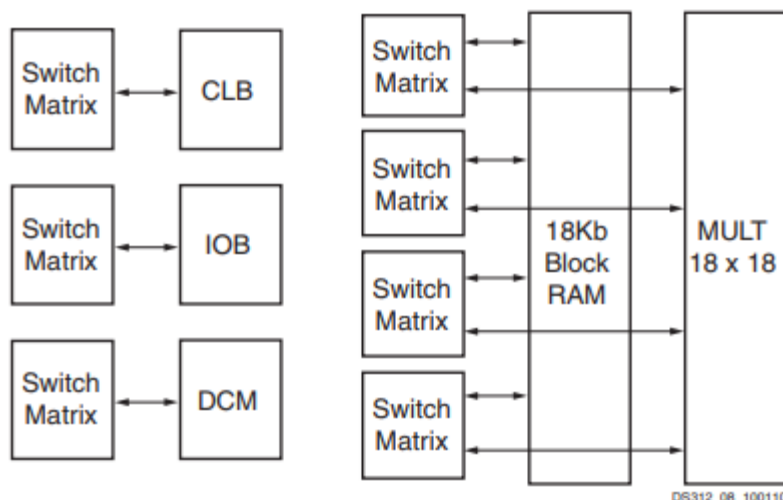 Switch
Matrix
CLB
Switch
Matrix
IOB
Switch
Matrix
DCM
Switch
Matrix
Switch
Matrix
Switch
Matrix
Switch
Matrix
18Kb
Block
RAM
MULT
18 x 18